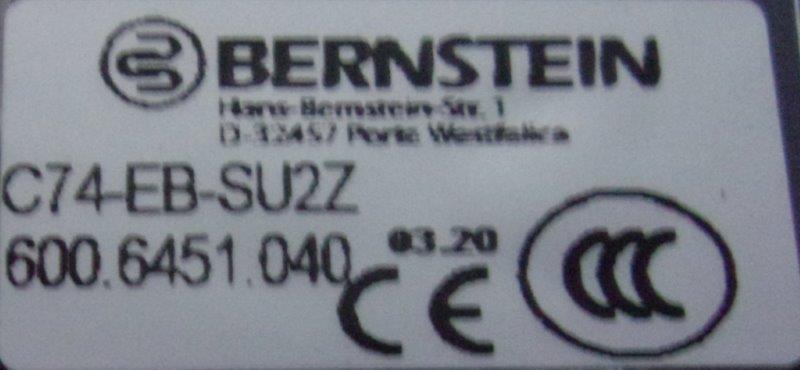 BERNSTEIN
Hans-Bernstein-Str. 1
D-32457 Porta Westfalica
C74-EB-SU2Z
600.6451.040
03.20
CE
CCC